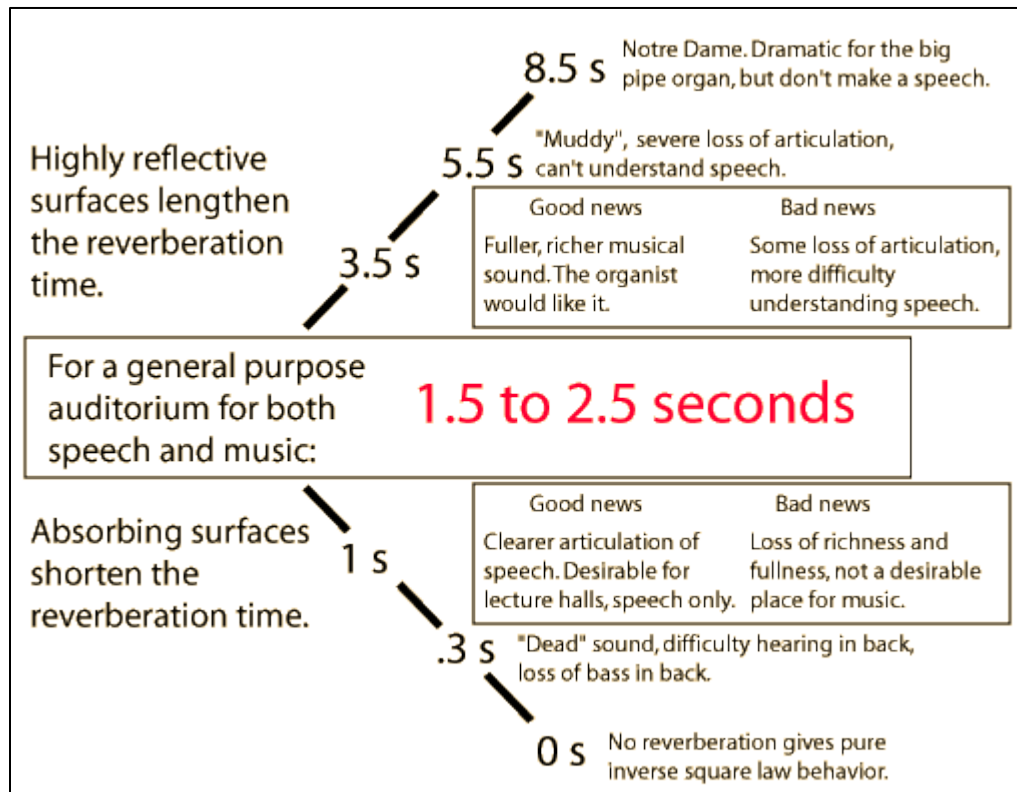 8.5 s
Notre Dame. Dramatic for the big
pipe organ, but don't make a speech.
5.5 s
"Muddy", severe loss of articulation,
can't understand speech.
Highly reflective
surfaces lengthen
the reverberation
time.
3.5 s
Good news
Fuller, richer musical
sound. The organist
would like it.
Bad news
Some loss of articulation,
more difficulty
understanding speech.
For a general purpose
auditorium for both
speech and music:
1.5 to 2.5 seconds
Absorbing surfaces
shorten the
reverberation time.
1 s
Good news
Clearer articulation of
speech. Desirable for
lecture halls, speech only.
Bad news
Loss of richness and
fullness, not a desirable
place for music.
.3 s
"Dead" sound, difficulty hearing in back,
loss of bass in back.
0 s
No reverberation gives pure
inverse square law behavior.